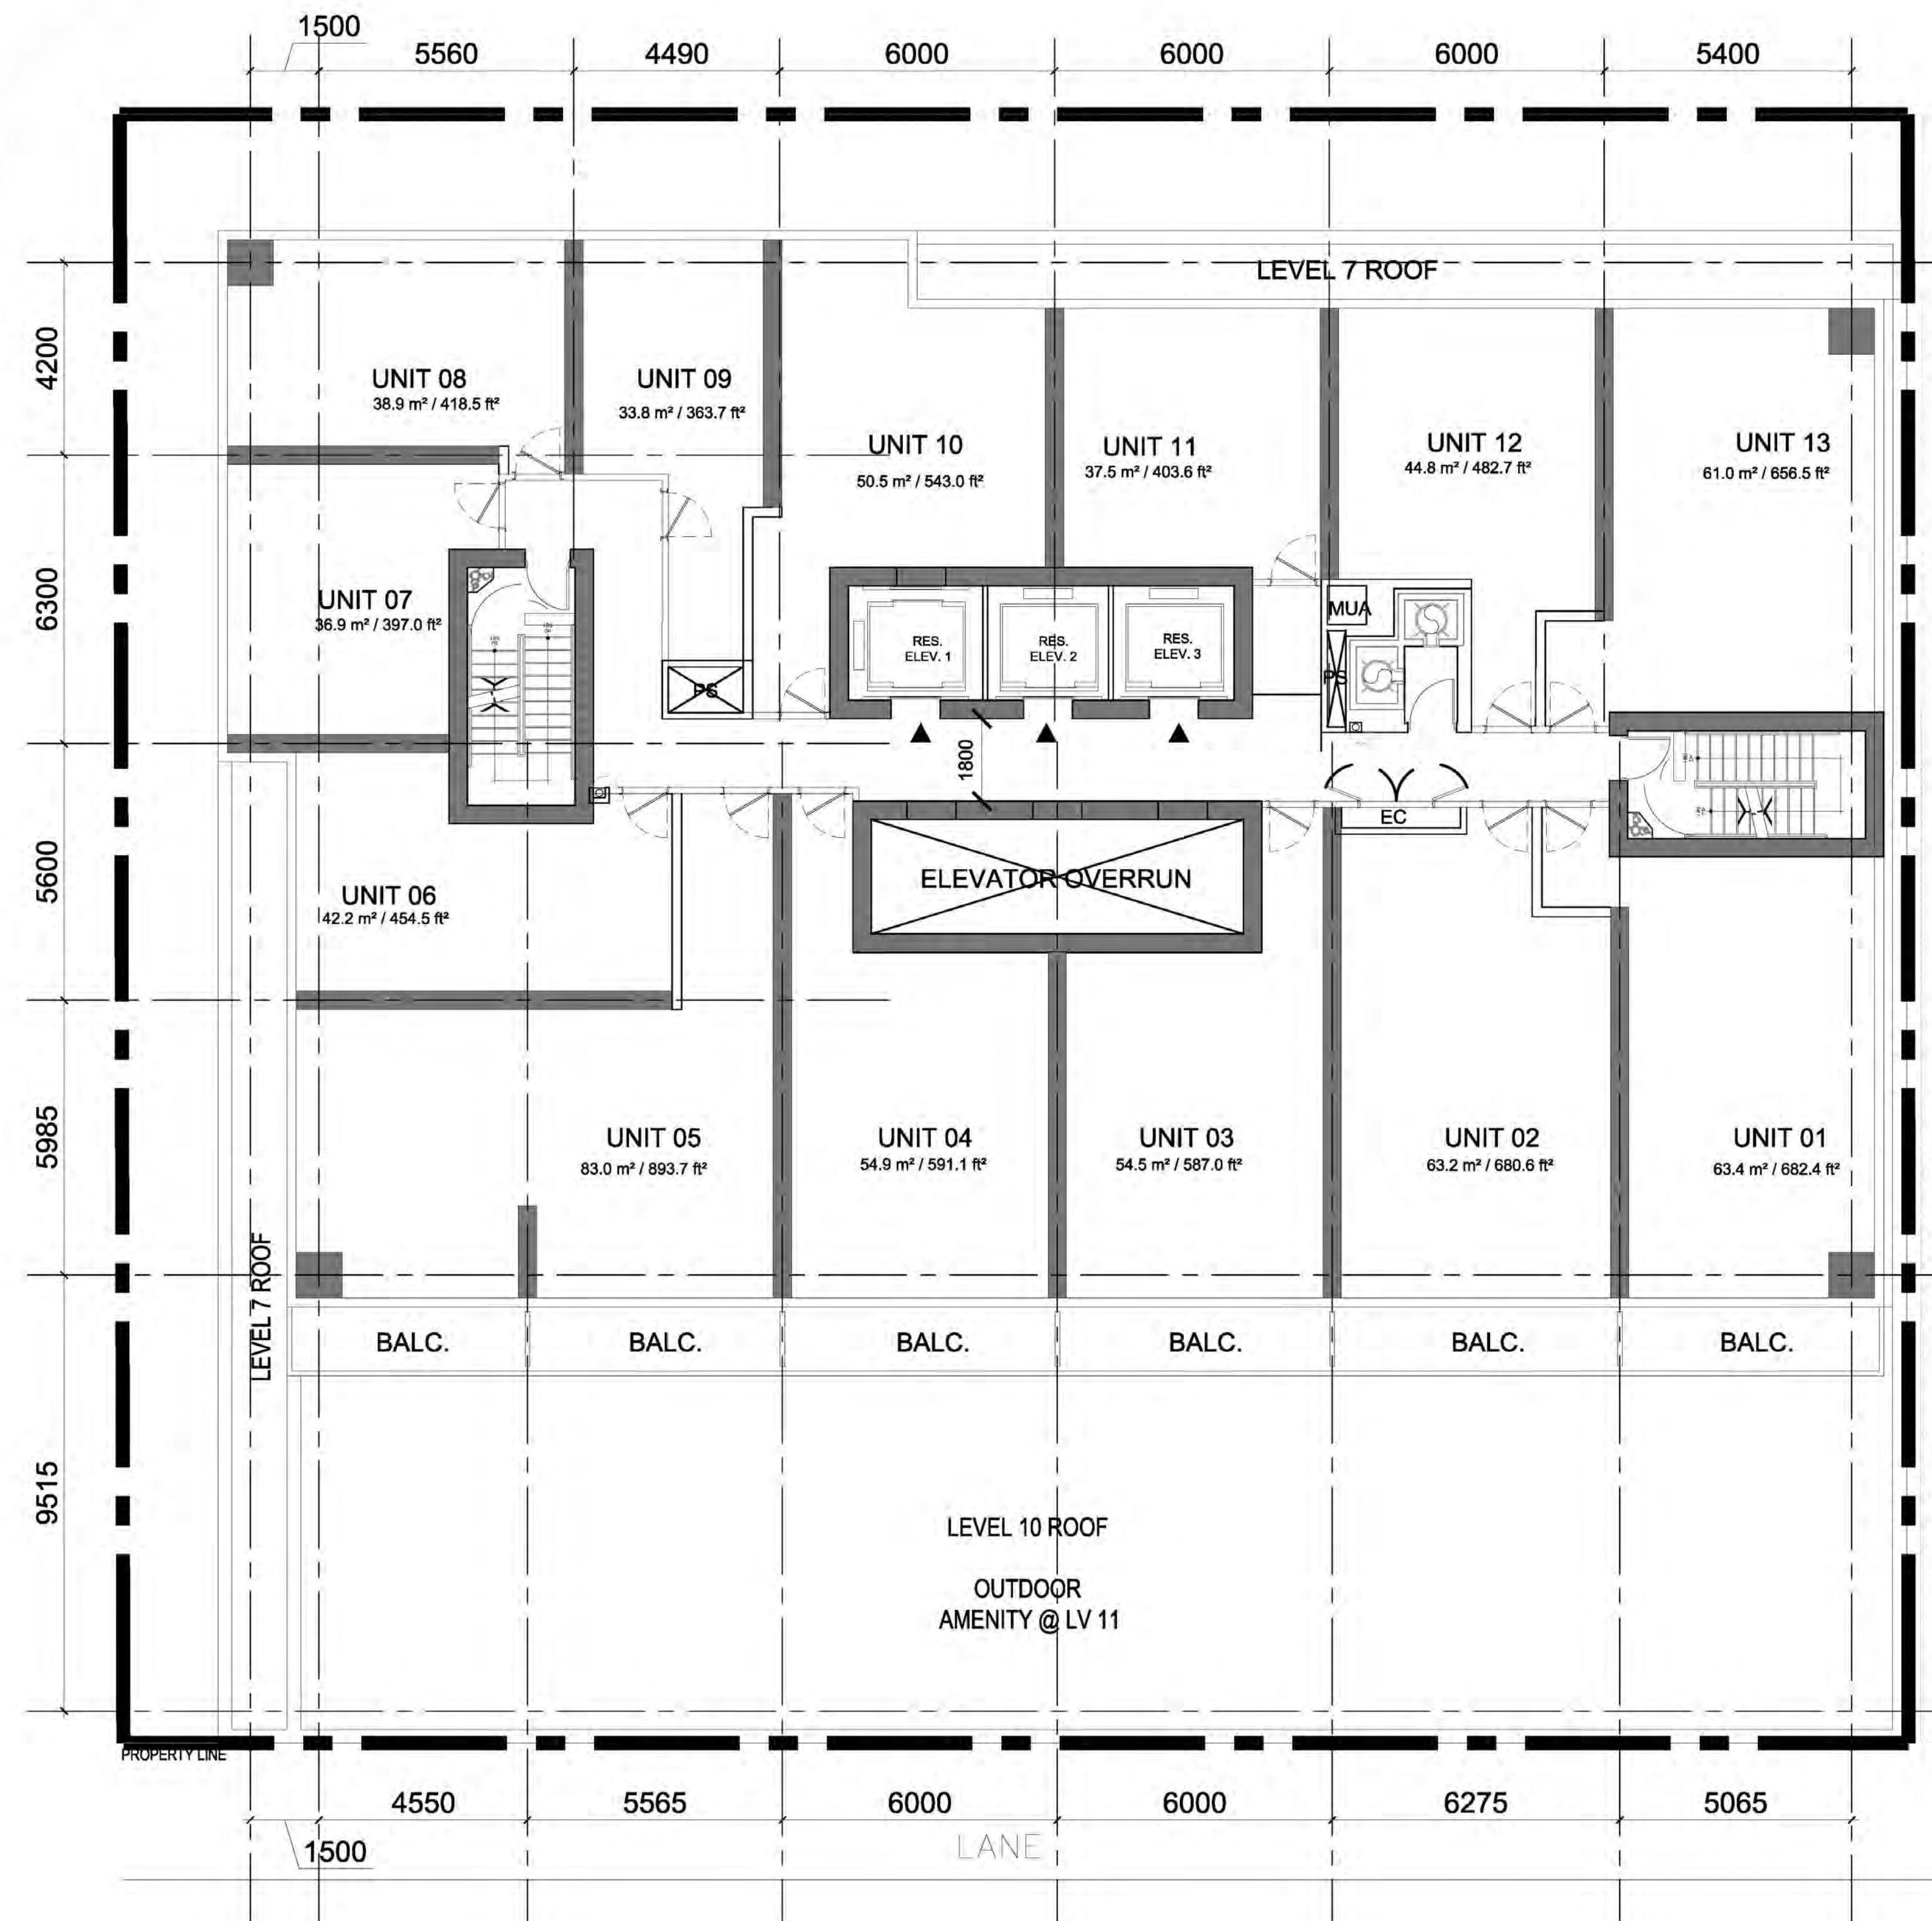 1500
5560
4490
6000
6000
6000
5400
LEVEL 7 ROOF
4200
UNIT 08
38.9 m² / 418.5 ft²
UNIT 09
33.8 m² / 363.7 ft²
UNIT 10
50.5 m² / 543.0 ft²
UNIT 11
37.5 m² / 403.6 ft²
UNIT 12
44.8 m² / 482.7 ft²
UNIT 13
61.0 m² / 656.5 ft²
6300
UNIT 07
36.9 m² / 397.0 ft²
PS
RES.
ELEV. 1
RES.
ELEV. 2
RES.
ELEV. 3
MUA
PS
1800
EC
5600
UNIT 06
42.2 m² / 454.5 ft²
ELEVATOR OVERRUN
5985
UNIT 05
83.0 m² / 893.7 ft²
UNIT 04
54.9 m² / 591.1 ft²
UNIT 03
54.5 m² / 587.0 ft²
UNIT 02
63.2 m² / 680.6 ft²
UNIT 01
63.4 m² / 682.4 ft²
LEVEL 7 ROOF
BALC.
BALC.
BALC.
BALC.
BALC.
BALC.
9515
LEVEL 10 ROOF
OUTDOOR
AMENITY @ LV 11
PROPERTY LINE
4550
5565
6000
6000
6275
5065
1500
LANE